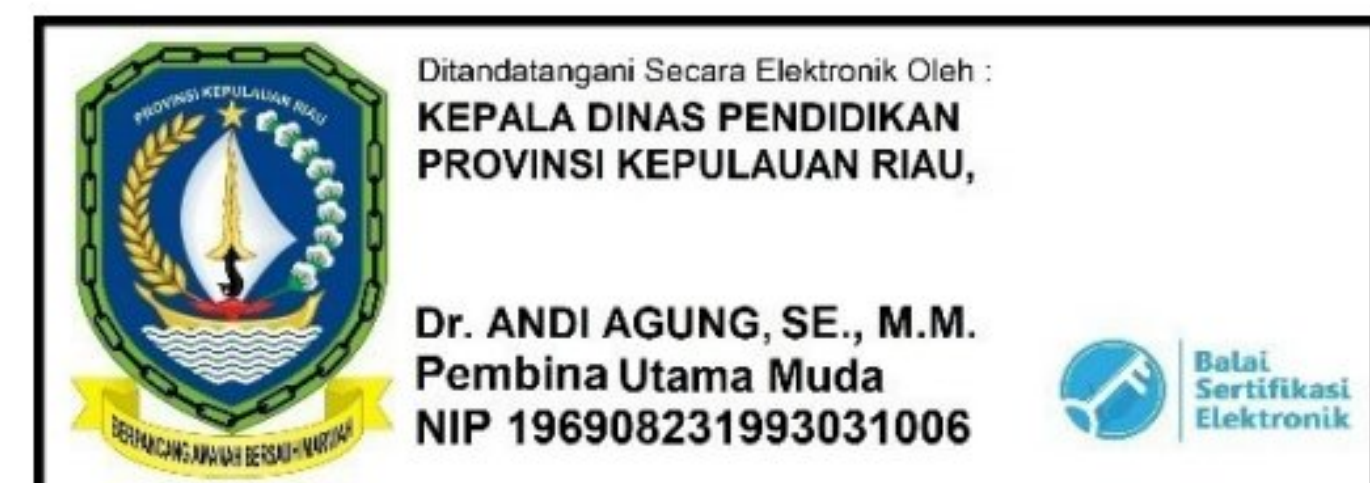 PROVINSI KEPULAUAN RIAU
BERPANCANG AMANAH BERSAUH MARWAH
Ditandatangani Secara Elektronik Oleh :
KEPALA DINAS PENDIDIKAN
PROVINSI KEPULAUAN RIAU,
Dr. ANDI AGUNG, SE., M.M.
Pembina Utama Muda
NIP 196908231993031006
Balai
Sertifikasi
Elektronik